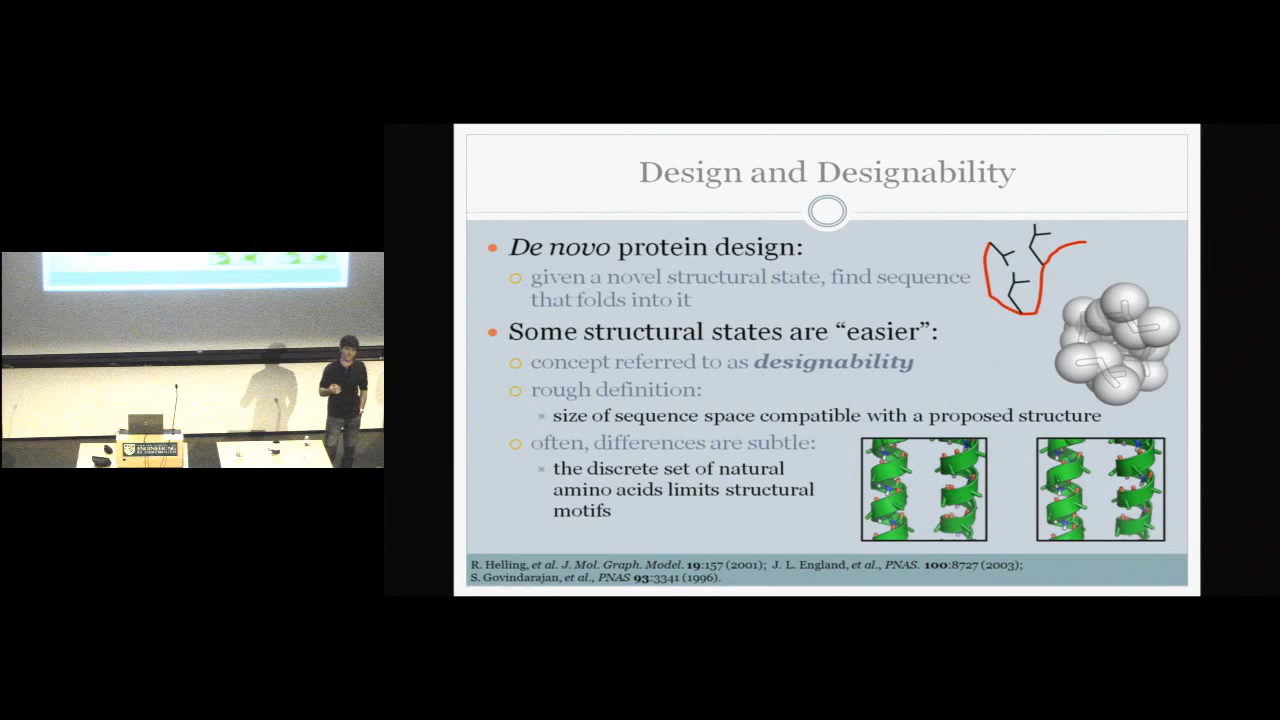 Design and Designability
De novo protein design:
given a novel structural state, find sequence
that folds into it
Some structural states are “easier”:
concept referred to as designability
rough definition:
size of sequence space compatible with a proposed structure
often, differences are subtle:
the discrete set of natural
amino acids limits structural
motifs
R. Helling, et al. J. Mol. Graph. Model. 19:157 (2001); J. L. England, et al., PNAS. 100:8727 (2003);
S. Govindarajan, et al., PNAS 93:3341 (1996).
ENGINEERING
AT DARTMOUTH